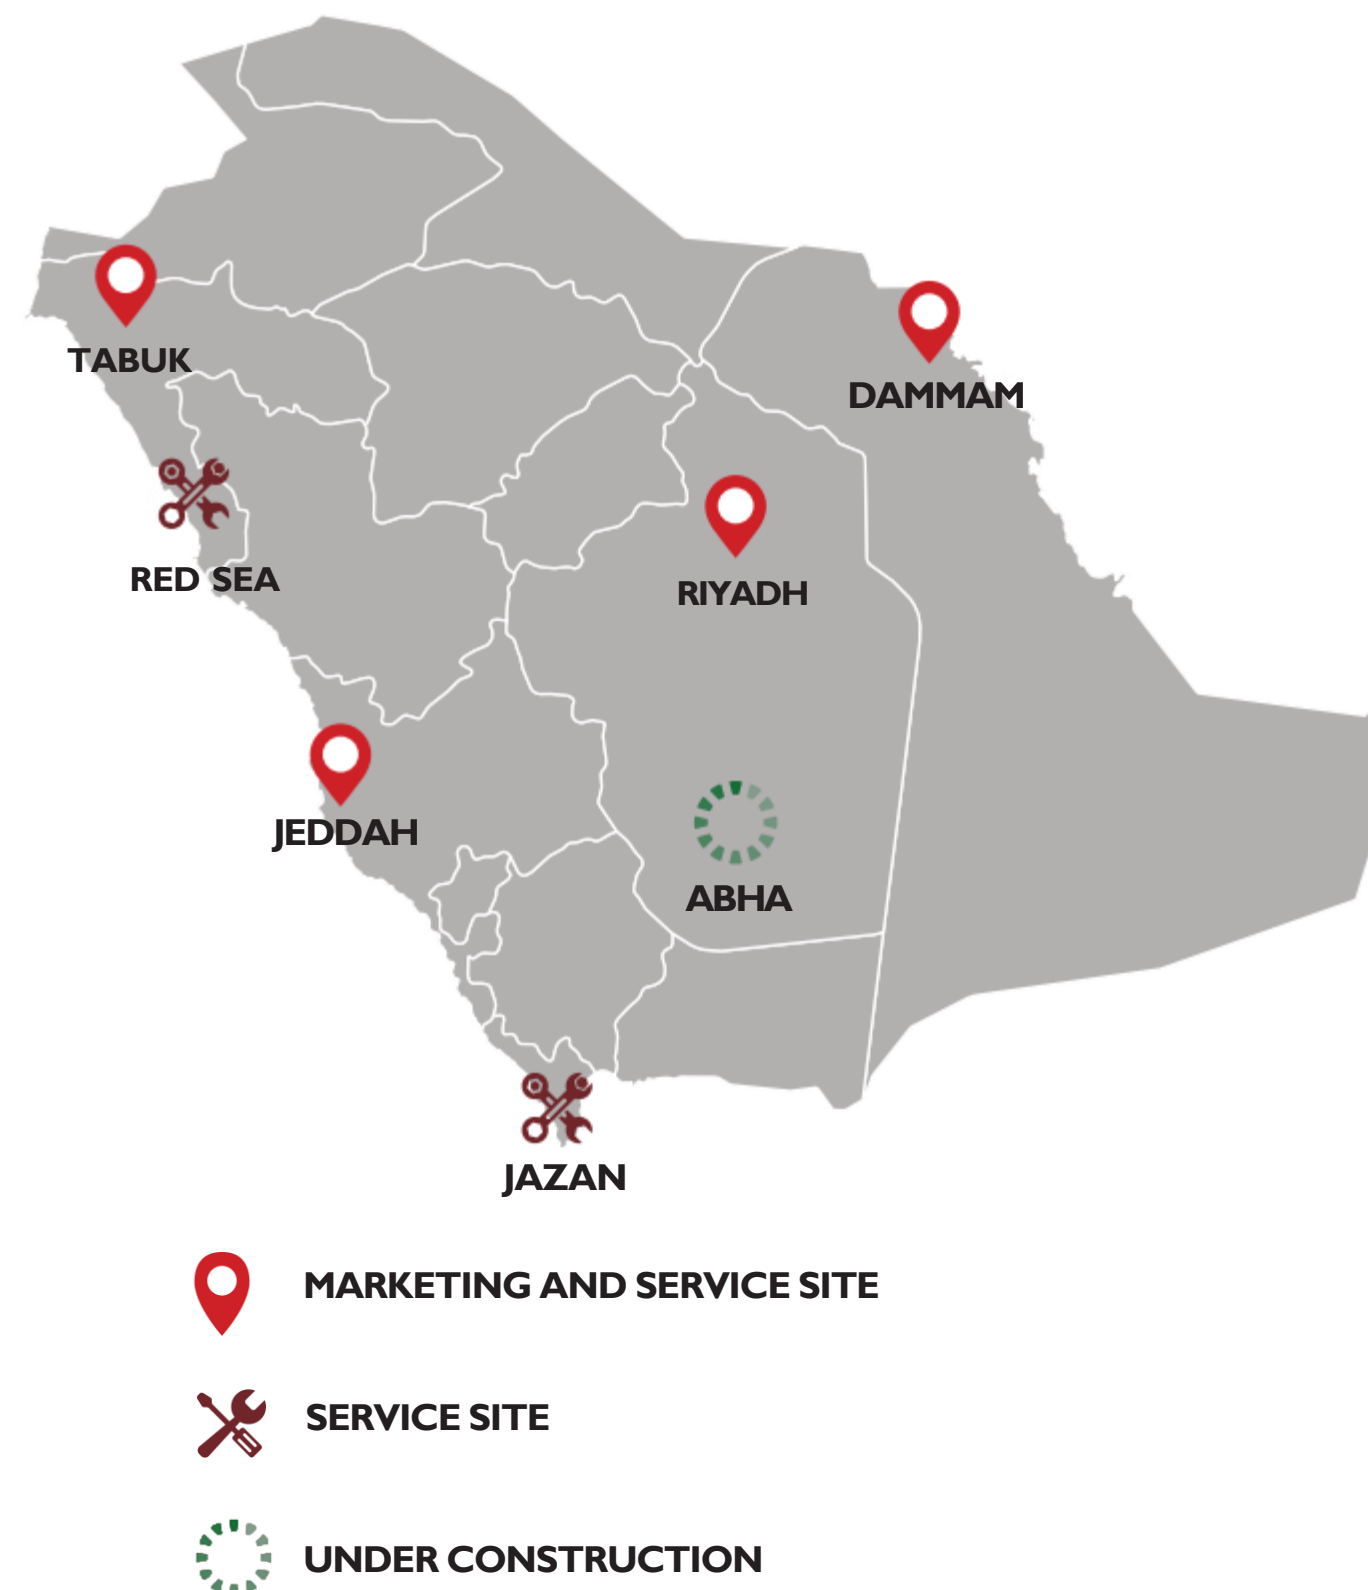 TABUK
DAMMAM
RED SEA
RIYADH
JEDDAH
ABHA
JAZAN
MARKETING AND SERVICE SITE
SERVICE SITE
UNDER CONSTRUCTION